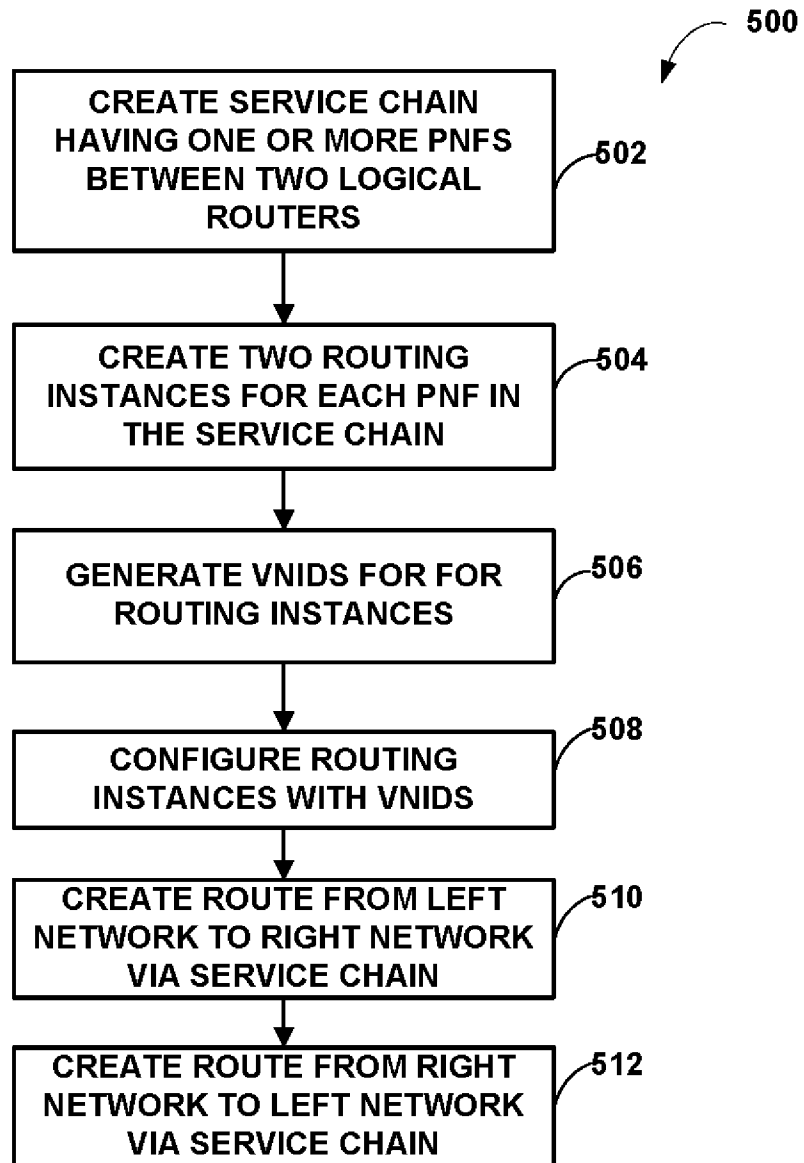 500
CREATE SERVICE CHAIN
HAVING ONE OR MORE PNFS
BETWEEN TWO LOGICAL
ROUTERS
502
CREATE TWO ROUTING
INSTANCES FOR EACH PNF IN
THE SERVICE CHAIN
504
GENERATE VNIDS FOR FOR
ROUTING INSTANCES
506
CONFIGURE ROUTING
INSTANCES WITH VNIDS
508
CREATE ROUTE FROM LEFT
NETWORK TO RIGHT NETWORK
VIA SERVICE CHAIN
510
CREATE ROUTE FROM RIGHT
NETWORK TO LEFT NETWORK
VIA SERVICE CHAIN
512